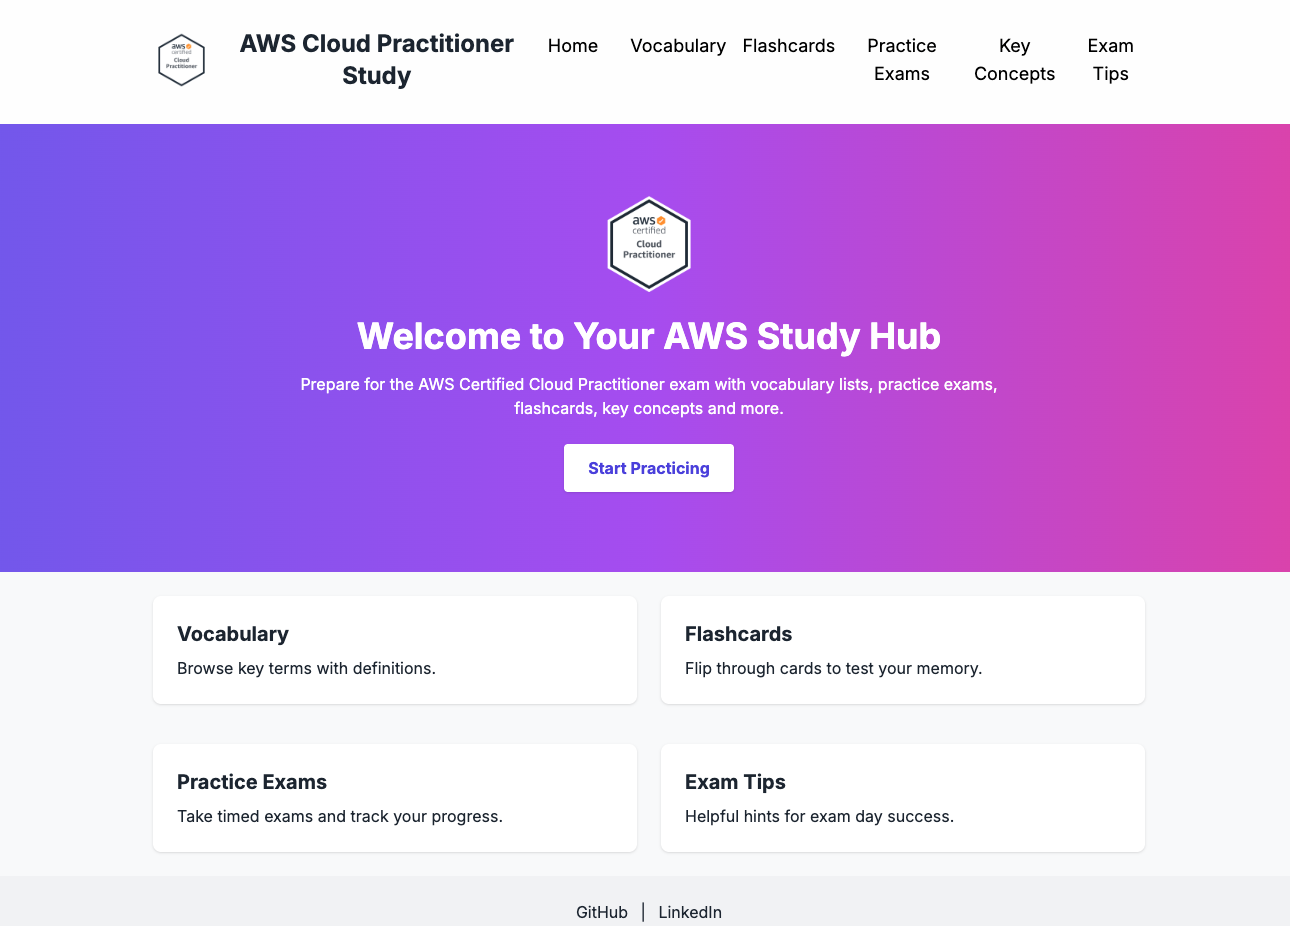 aws
certified
Cloud
Practitioner
AWS Cloud Practitioner
Study
Home
Vocabulary
Flashcards
Practice
Exams
Key
Concepts
Exam
Tips
aws
certified
Cloud
Practitioner
Welcome to Your AWS Study Hub
Prepare for the AWS Certified Cloud Practitioner exam with vocabulary lists, practice exams,
flashcards, key concepts and more.
Start Practicing
Vocabulary
Browse key terms with definitions.
Flashcards
Flip through cards to test your memory.
Practice Exams
Take timed exams and track your progress.
Exam Tips
Helpful hints for exam day success.
GitHub | LinkedIn